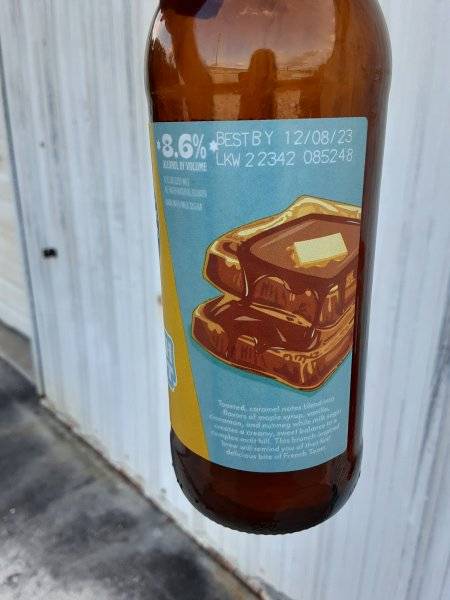 8.6%
ALCOHOL BY VOLUME
BEST BY 12/08/23
LKW 2 2342 085248
Toasted, caramel notes blend into
flavors of maple syrup, vanilla,
cinnamon, and nutmeg while milk sugar
creates a creamy, sweet balance to a
complex malt bill. This brunch-inspired
brew will remind you of that first
delicious bite of French Toast.